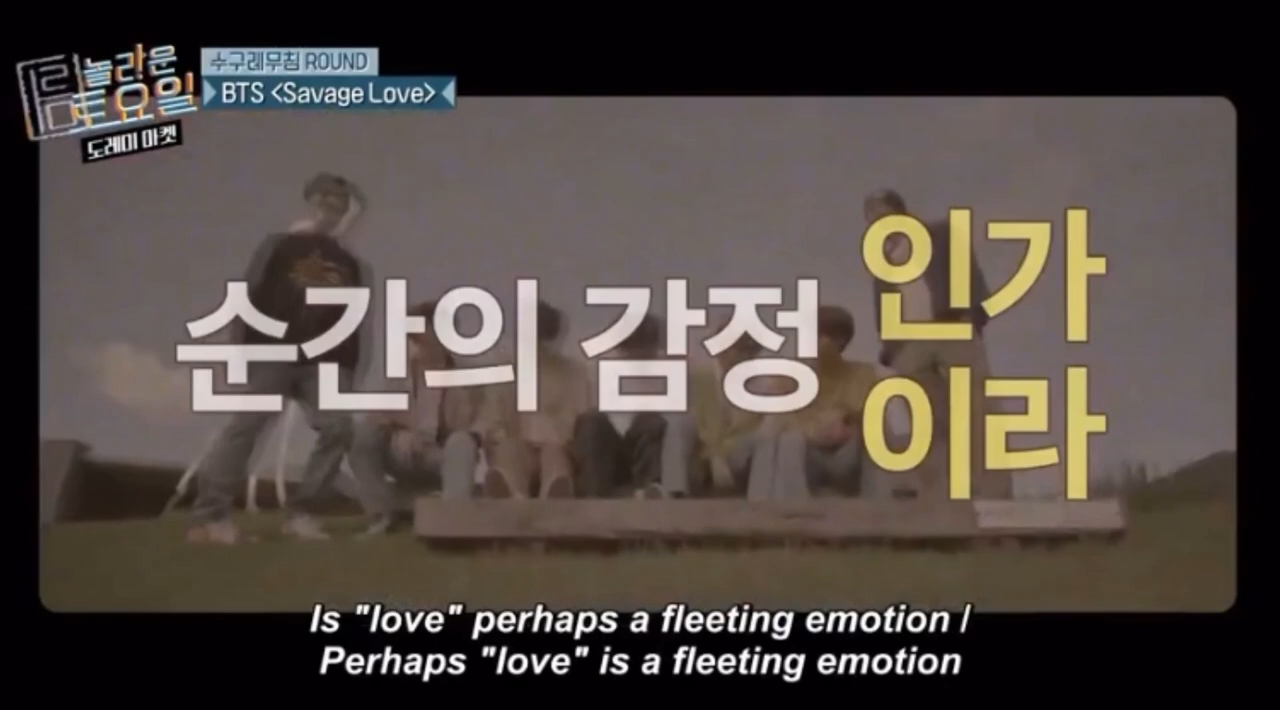 놀라운
토요일
도레미 마켓
수구레무침 ROUND
BTS <Savage Love>
순간의 감정
인가
이라
Is "love" perhaps a fleeting emotion /
Perhaps "love" is a fleeting emotion